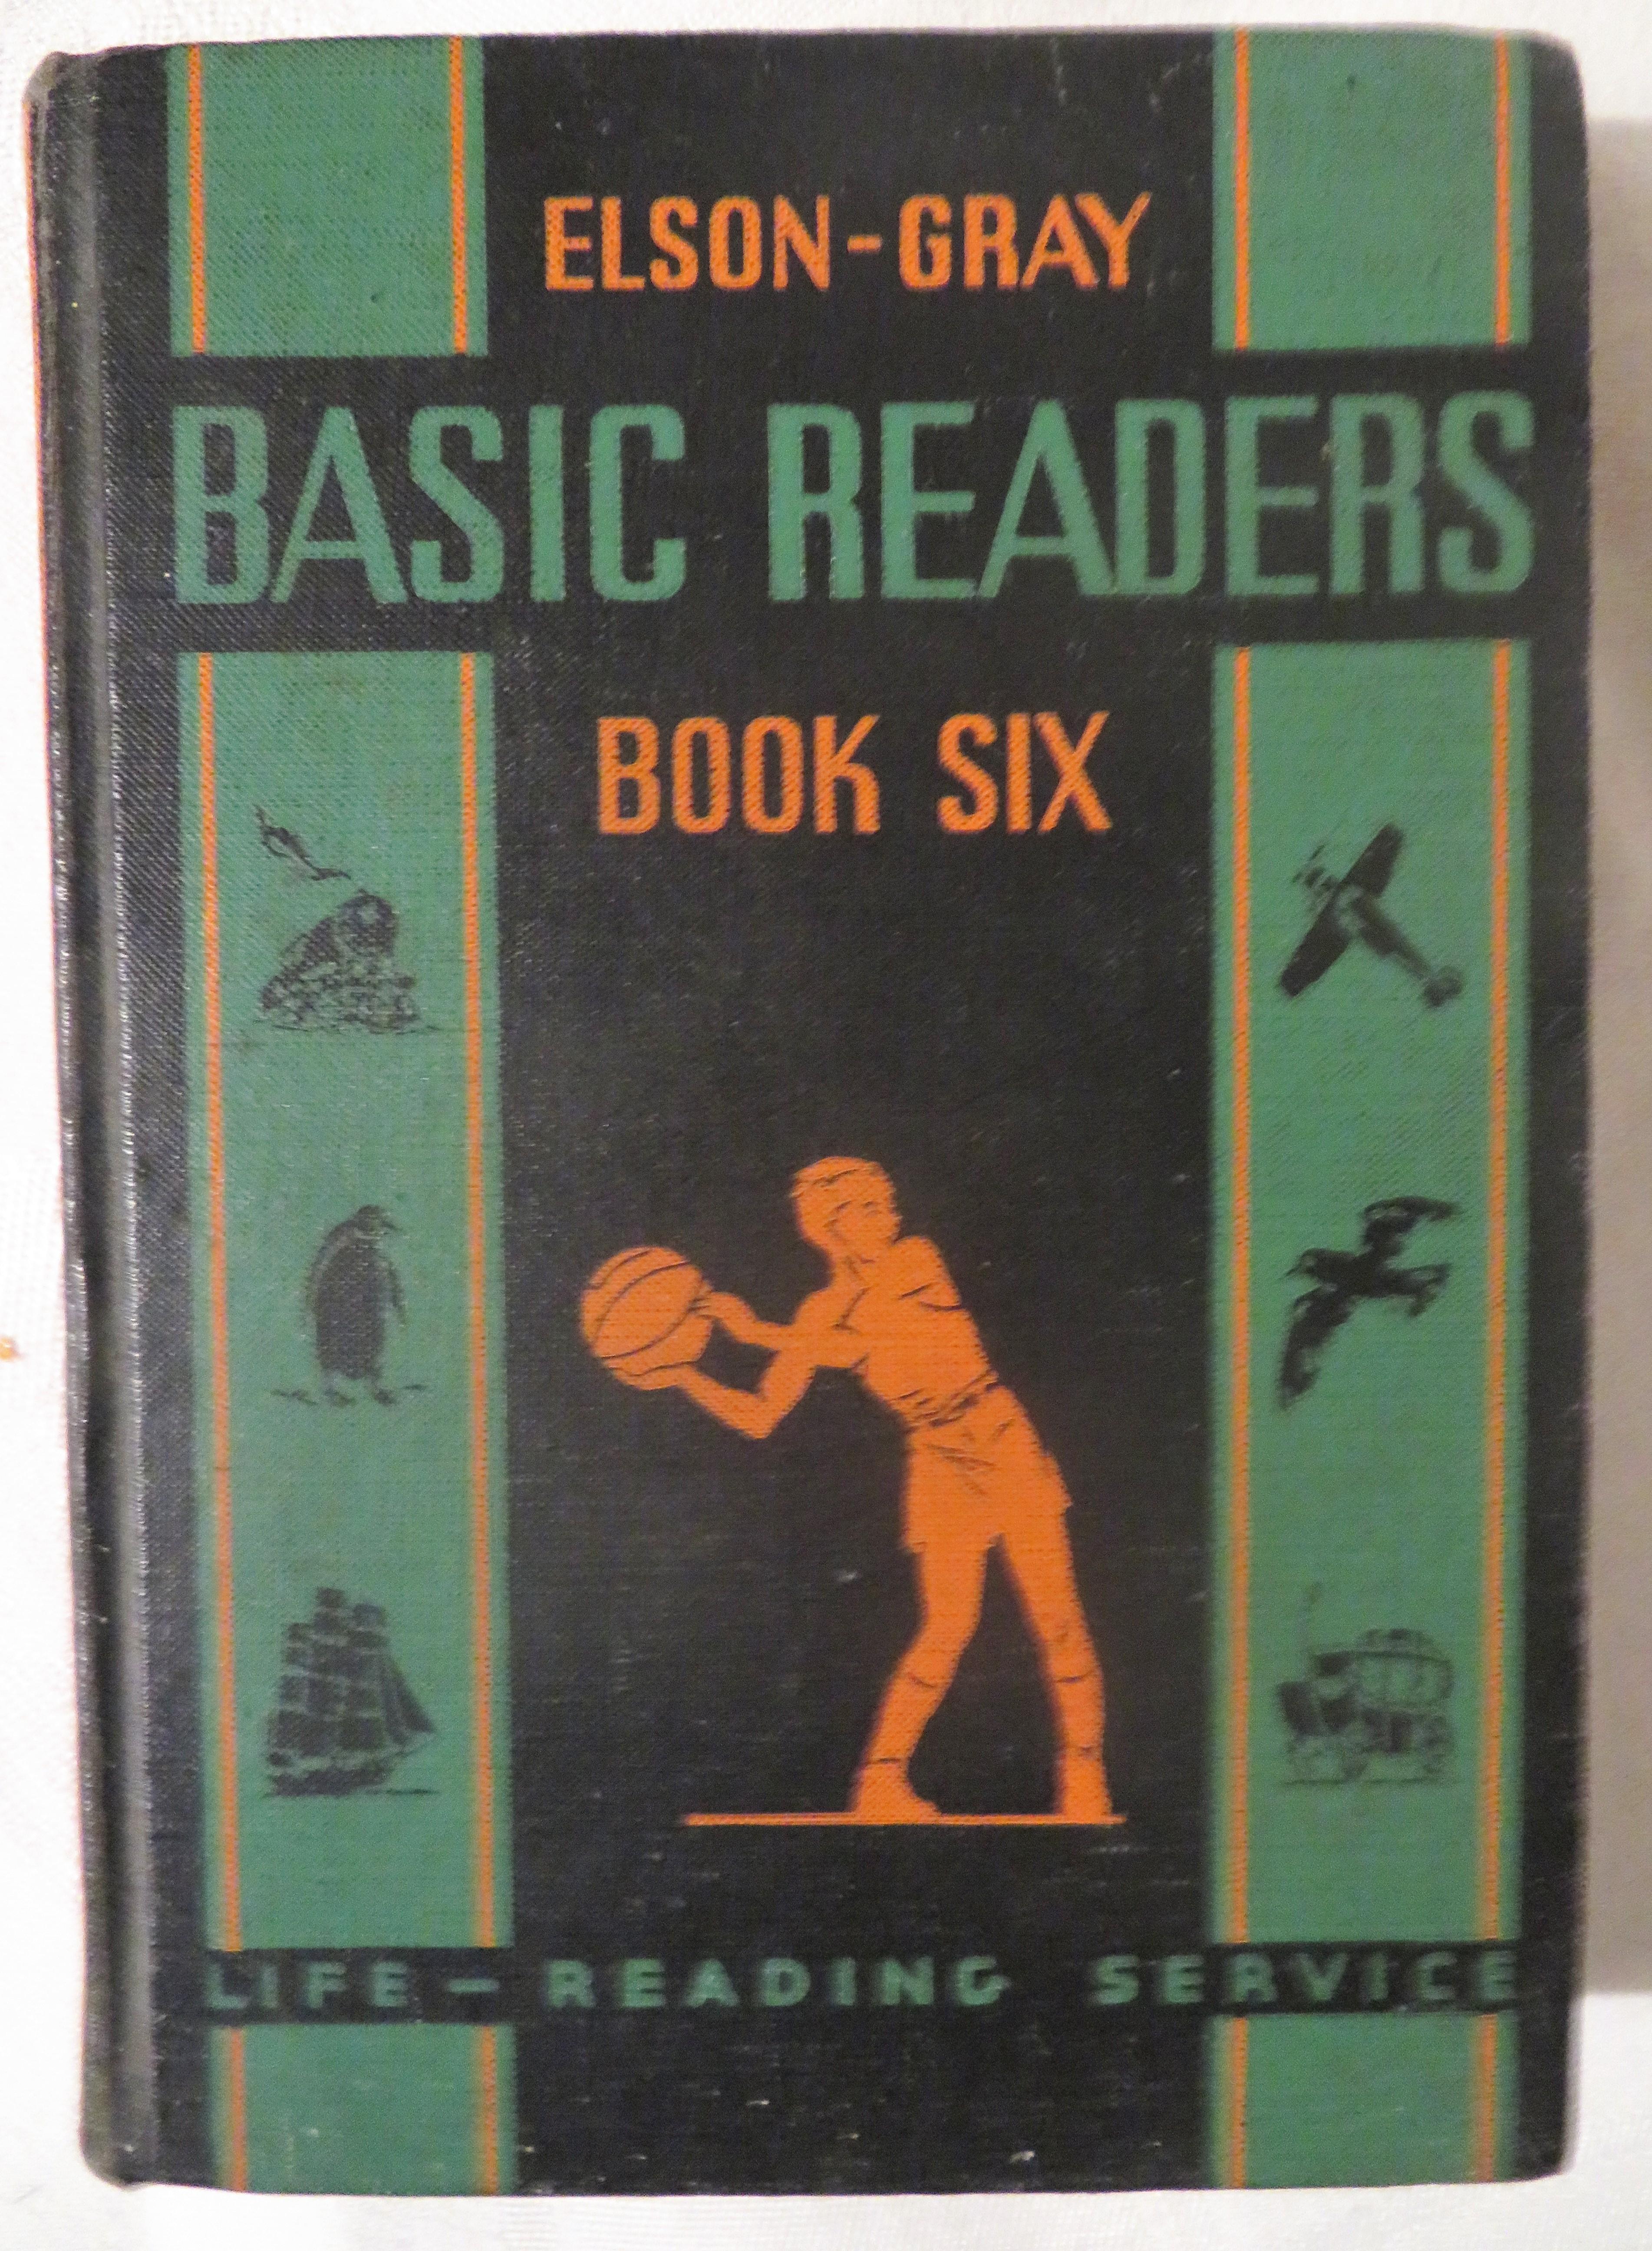 ELSON-GRAY
BASIC READERS
BOOK SIX
LIFE-READING SERVICE